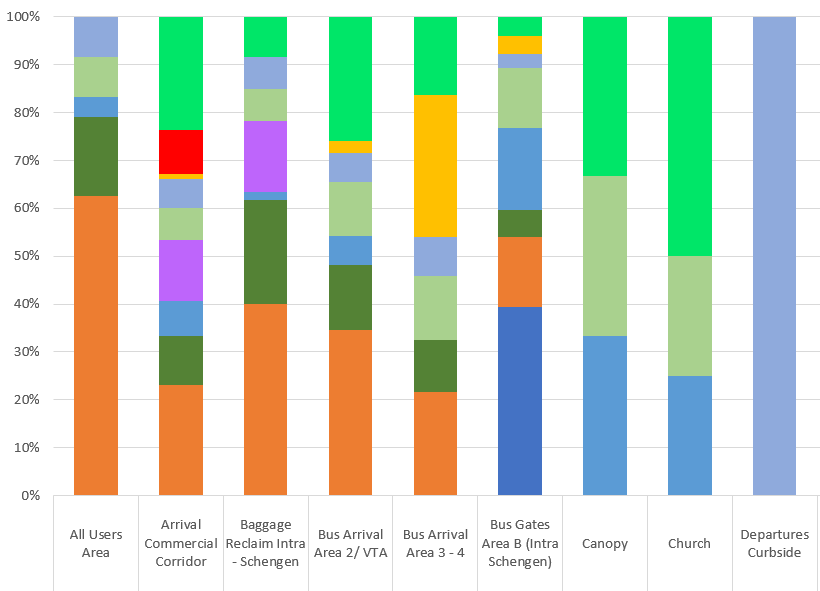 100%
90%
80%
70%
60%
50%
40%
30%
20%
10%
0%
All Users
Area
Arrival
Commercial
Corridor
Baggage
Reclaim Intra
- Schengen
Bus Arrival
Area 2/ VTA
Bus Arrival
Area 3 - 4
Bus Gates
Area B (Intra
Schengen)
Canopy
Church
Departures
Curbside